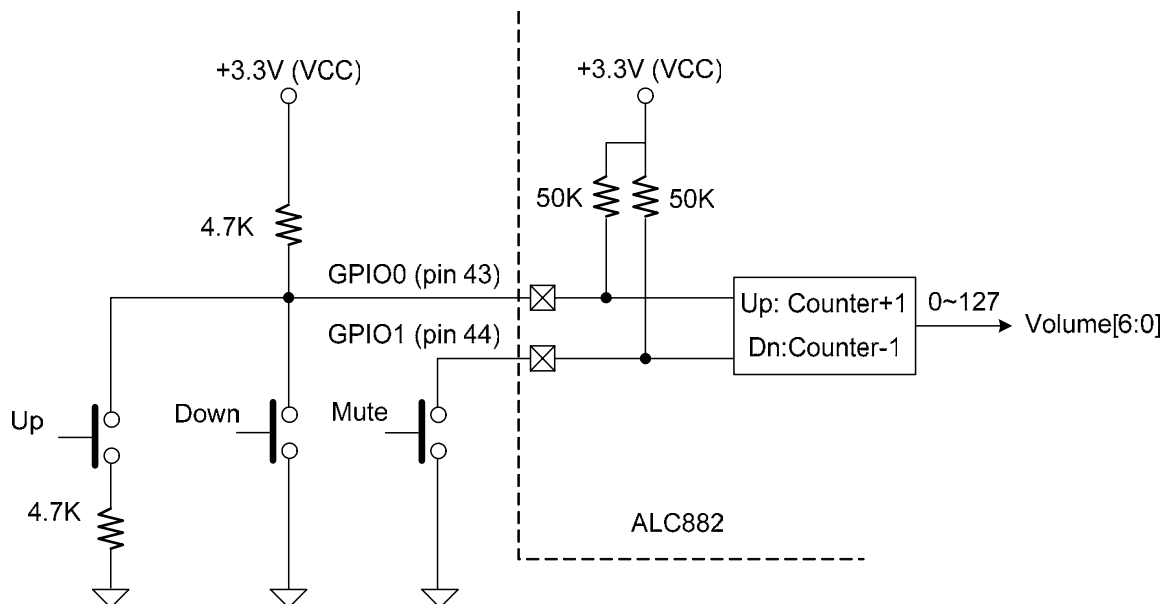 +3.3V (VCC)
+3.3V (VCC)
4.7K
50K
50K
GPIO0 (pin 43)
GPIO1 (pin 44)
Up: Counter+1
Dn:Counter-1
0~127
Volume[6:0]
Up
Down
Mute
4.7K
ALC882